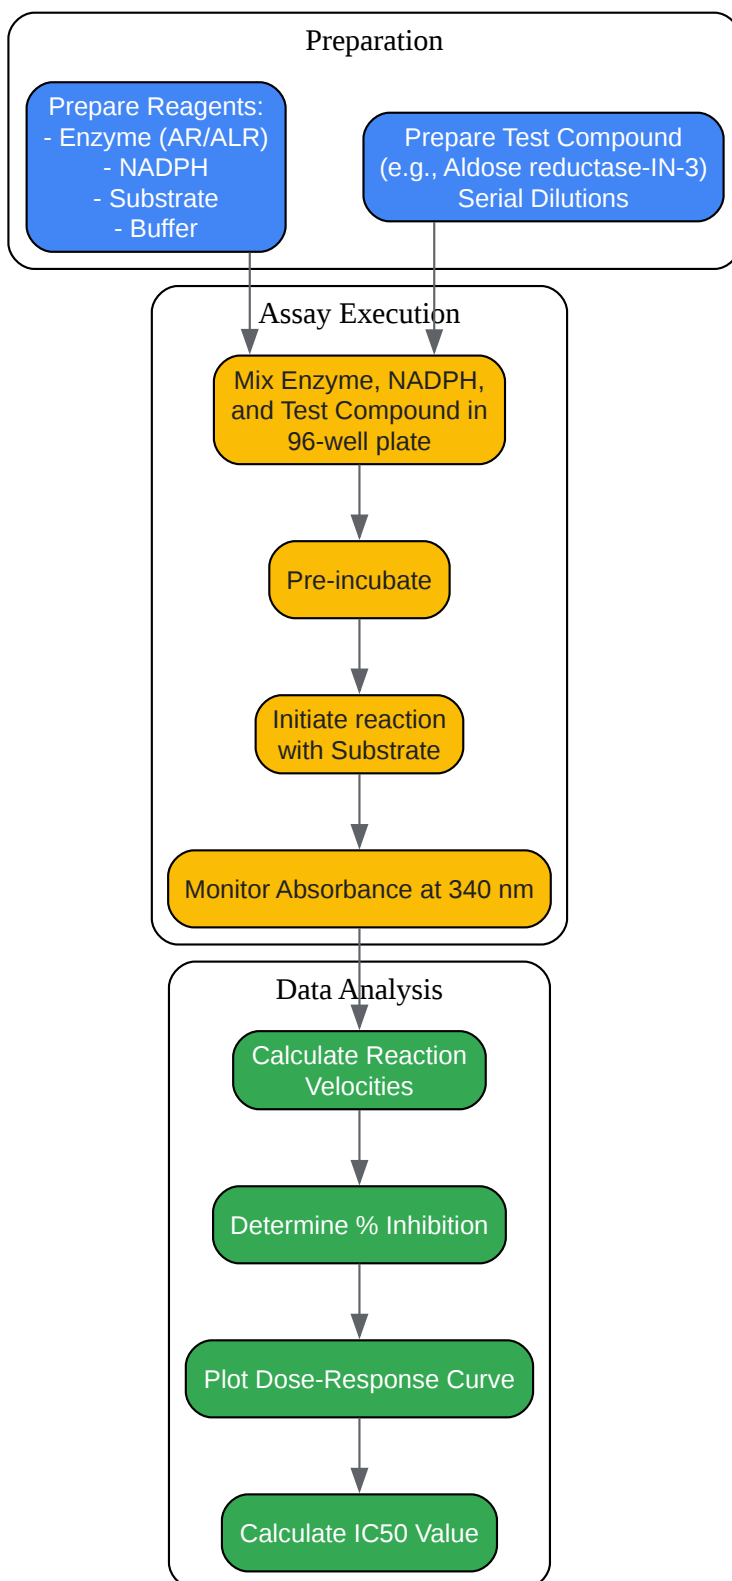 Preparation
Prepare Reagents:
- Enzyme (AR/ALR)
- NADPH
- Substrate
- Buffer
Prepare Test Compound
(e.g., Aldose reductase-IN-3)
Serial Dilutions
Assay Execution
Mix Enzyme, NADPH,
and Test Compound in
96-well plate
Pre-incubate
Initiate reaction
with Substrate
Monitor Absorbance at 340 nm
Data Analysis
Calculate Reaction
Velocities
Determine % Inhibition
Plot Dose-Response Curve
Calculate IC50 Value